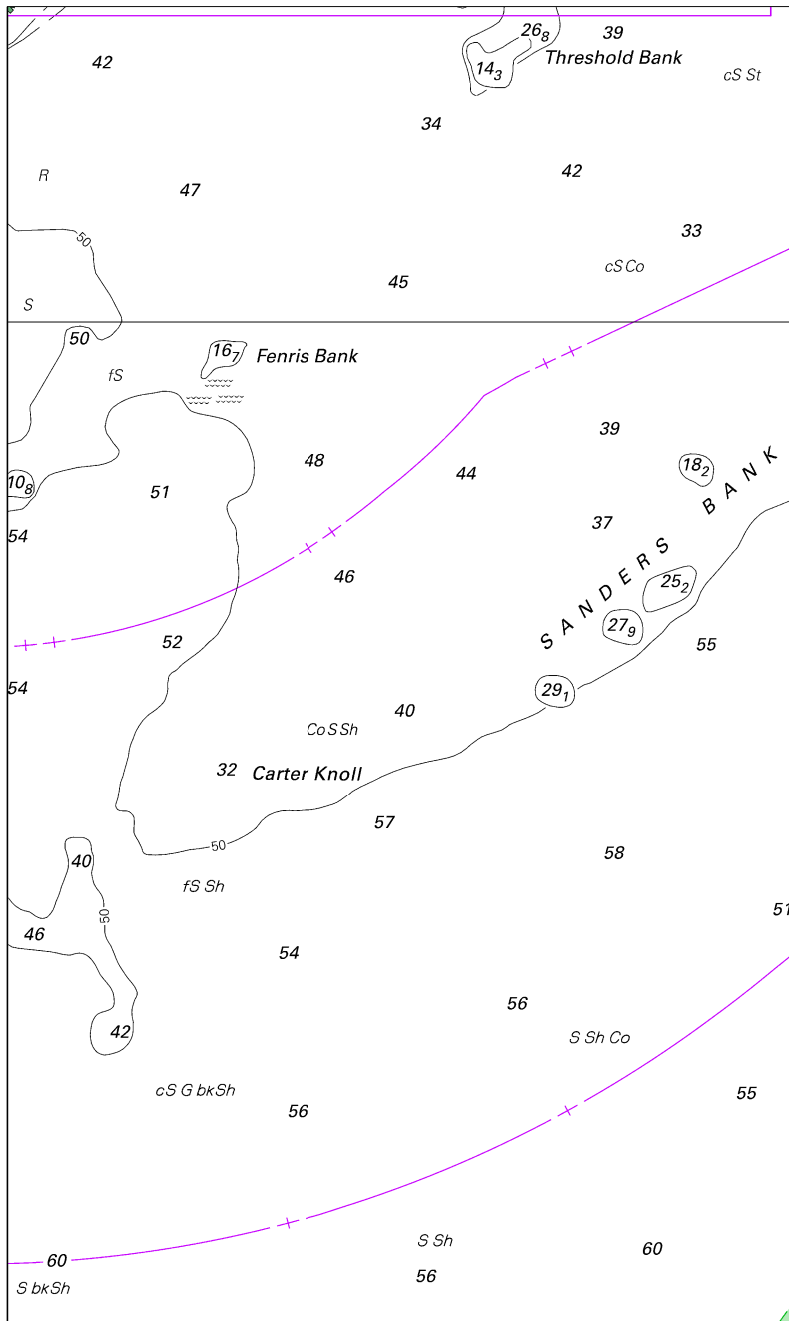 26₈
39
42
Threshold Bank
14₃
cS St
34
42
R
47
33
50
cS Co
45
S
50
16₇
Fenris Bank
fS
39
48
18₂
44
10₈
51
37
54
SANDERS BANK
46
25₂
27₉
52
55
54
29₁
40
Co S Sh
32
Carter Knoll
57
50
58
40
fS Sh
51
50
46
54
56
42
S Sh Co
cS G bkSh
55
56
S Sh
60
60
56
S bkSh